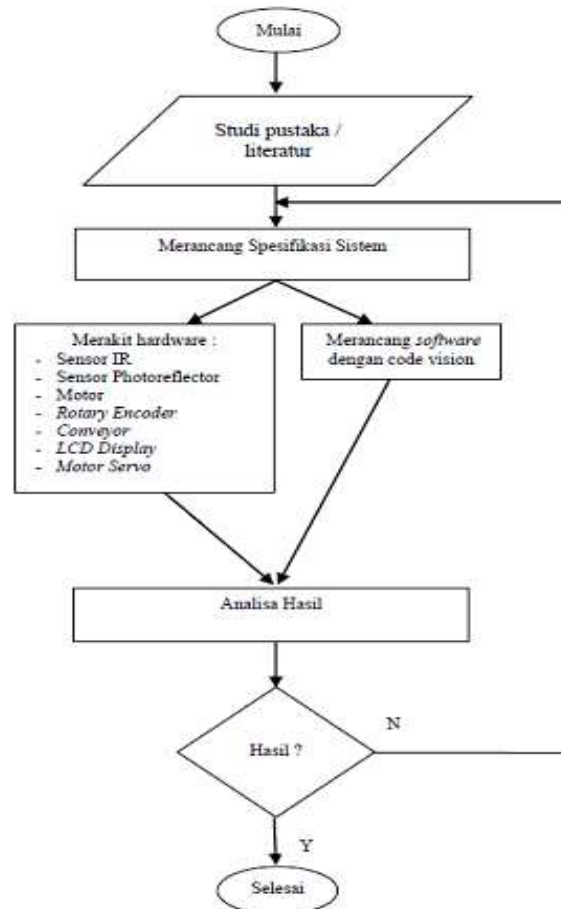 Mulai
Studi pustaka /
literatur
Merancang Spesifikasi Sistem
Merakit hardware :
- Sensor IR
- Sensor Photoreflector
- Motor
- Rotary Encoder
- Conveyor
- LCD Display
- Motor Servo
Merancang software
dengan code vision
Analisa Hasil
Hasil ?
N
Y
Selesai